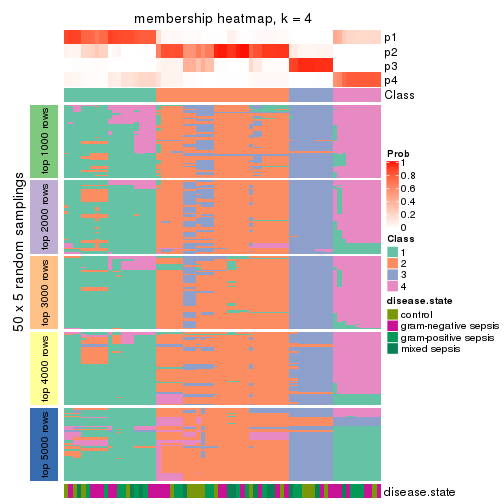 membership heatmap, k = 4
p1
p2
p3
p4
Class
50 x 5 random samplings
top 1000 rows
top 2000 rows
top 3000 rows
top 4000 rows
top 5000 rows
disease.state
Prob
1
0.8
0.6
0.4
0.2
0
Class
1
2
3
4
disease.state
control
gram-negative sepsis
gram-positive sepsis
mixed sepsis